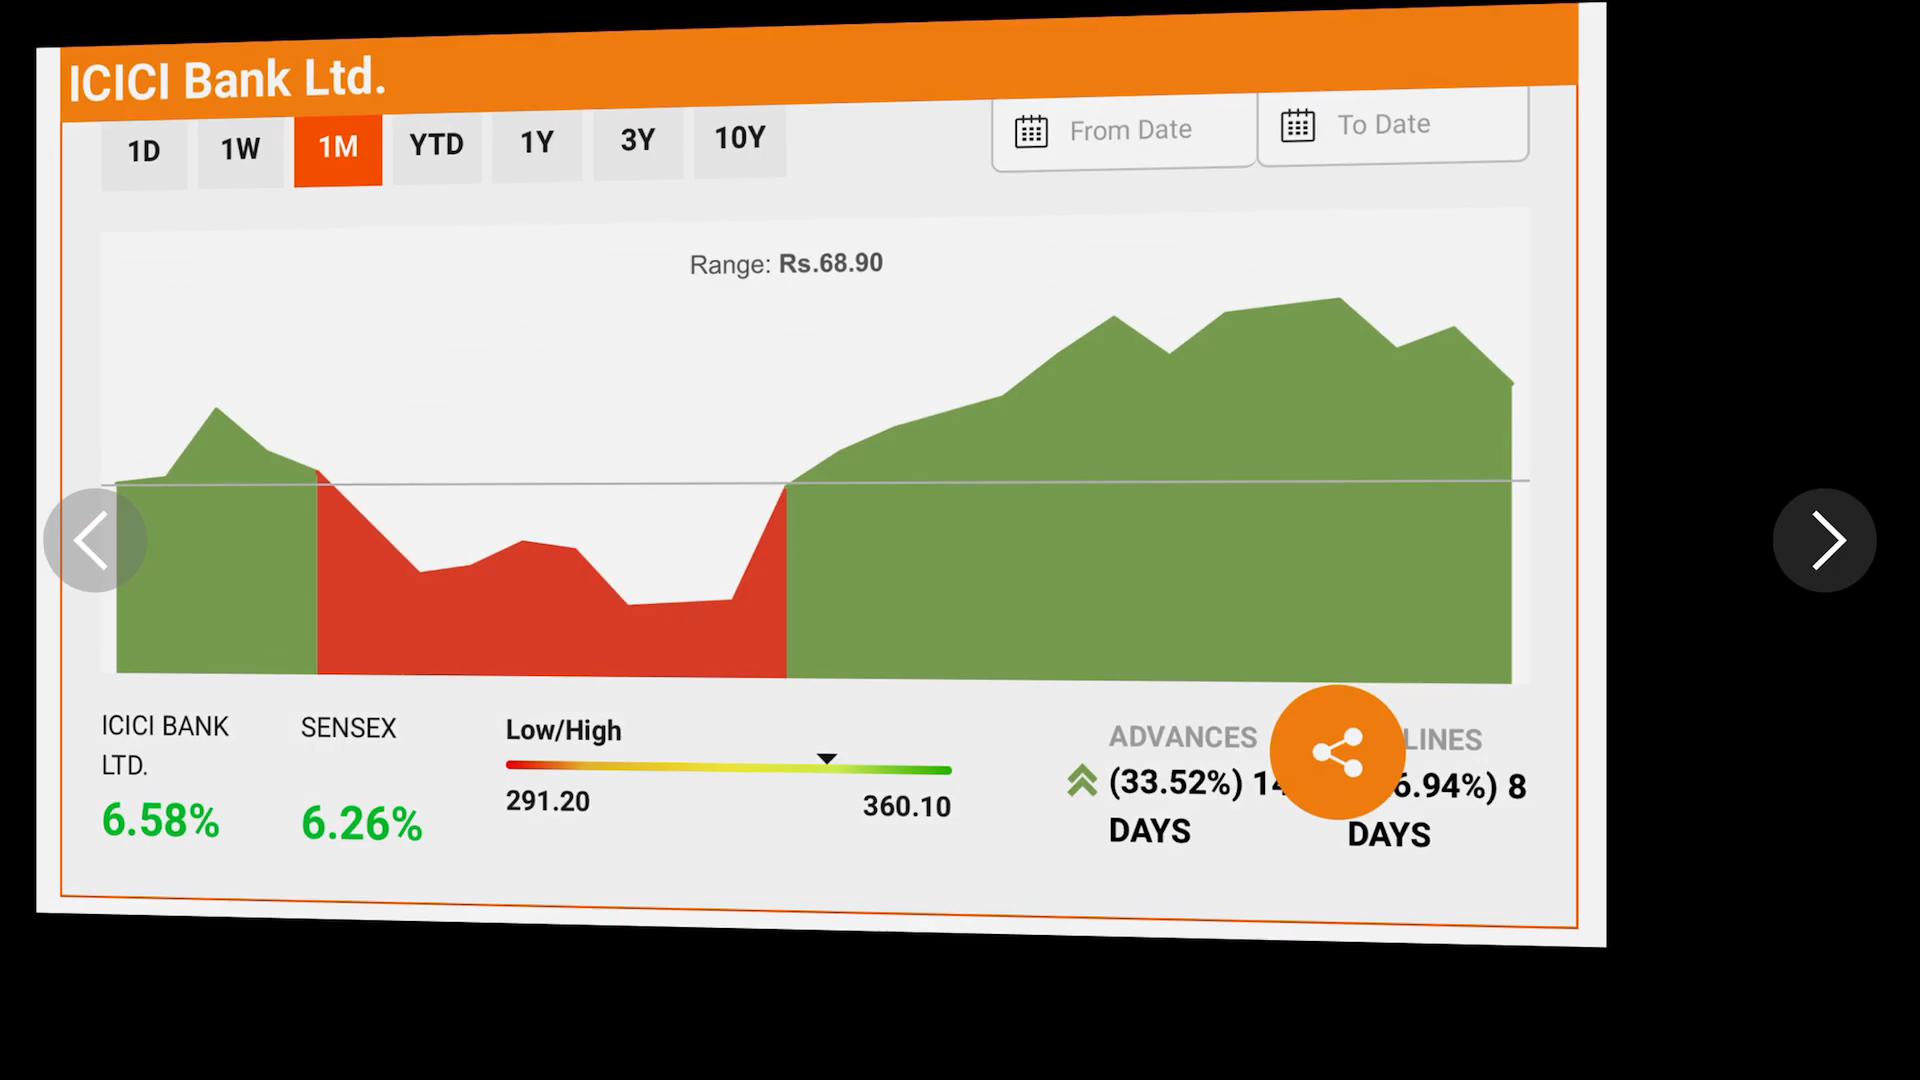 ICICI Bank Ltd.
1D 1W 1M YTD 1Y 3Y 10Y From Date To Date
Range: Rs.68.90
ICICI BANK
LTD.
6.58%
SENSEX
6.26%
Low/High
291.20 360.10
ADVANCES
(33.52%)
DAYS
8
DAYS